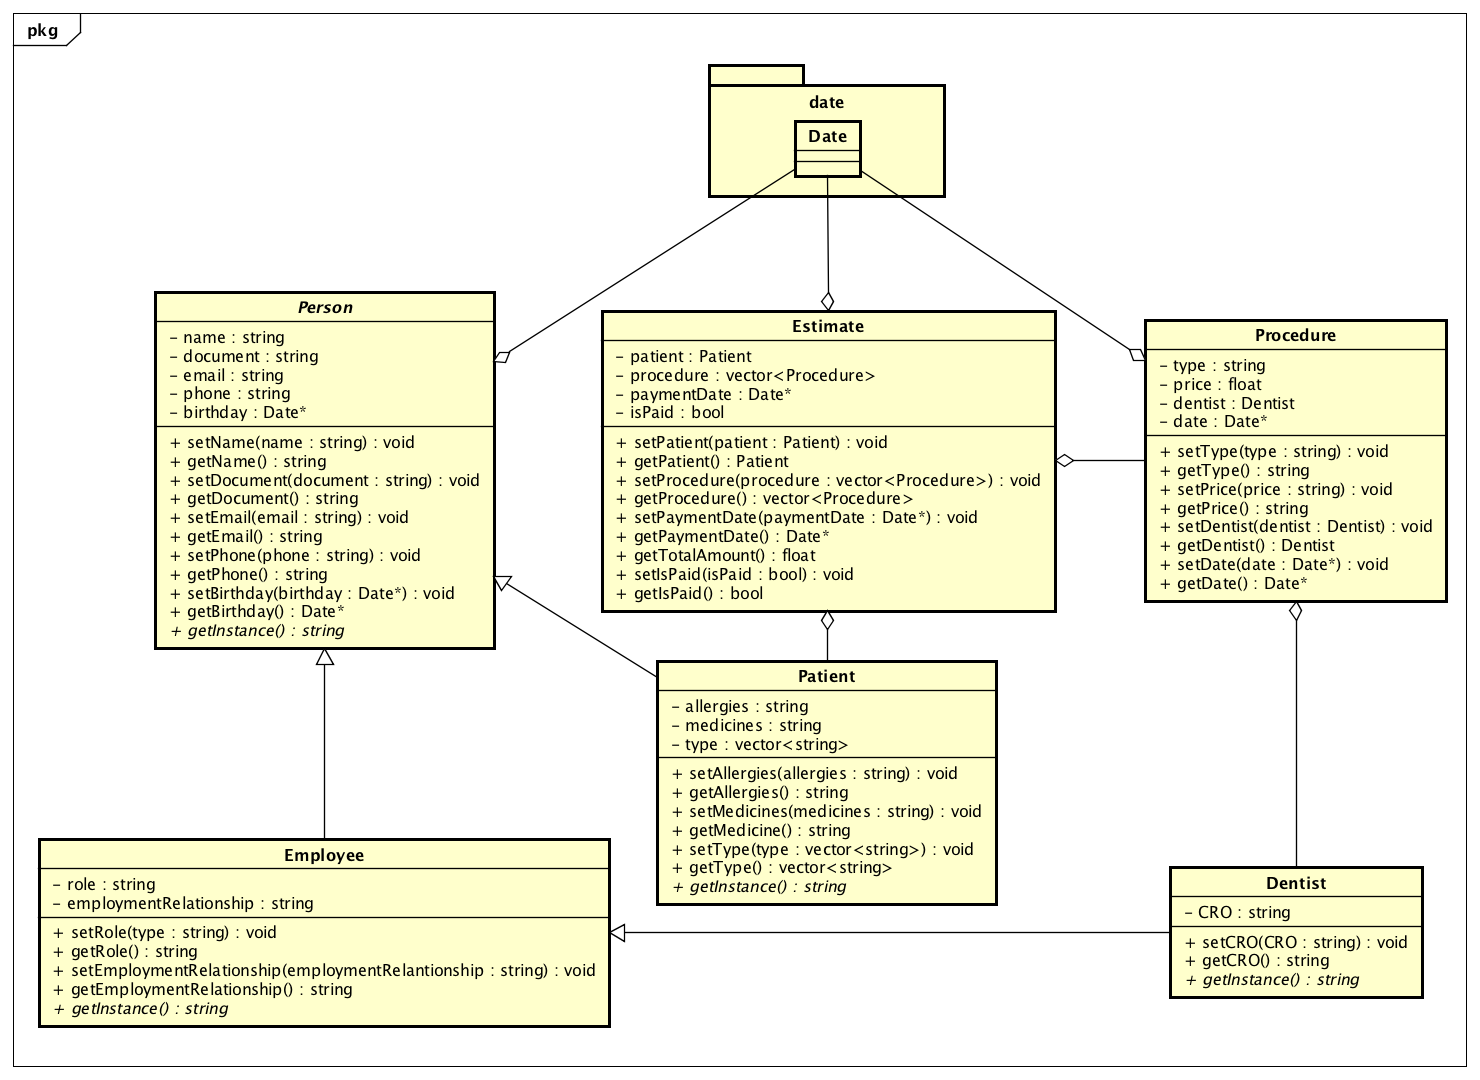 pkg
date
Date
Person
– name : string
– document : string
– email : string
– phone : string
– birthday : Date*
+ setName(name : string) : void
+ getName() : string
+ setDocument(document : string) : void
+ getDocument() : string
+ setEmail(email : string) : void
+ getEmail() : string
+ setPhone(phone : string) : void
+ getPhone() : string
+ setBirthday(birthday : Date*) : void
+ getBirthday() : Date*
+ getInstance() : string
Estimate
– patient : Patient
– procedure : vector<Procedure>
– paymentDate : Date*
– isPaid : bool
+ setPatient(patient : Patient) : void
+ getPatient() : Patient
+ setProcedure(procedure : vector<Procedure>) : void
+ getProcedure() : vector<Procedure>
+ setPaymentDate(paymentDate : Date*) : void
+ getPaymentDate() : Date*
+ getTotalAmount() : float
+ setIsPaid(isPaid : bool) : void
+ getIsPaid() : bool
Procedure
– type : string
– price : float
– dentist : Dentist
– date : Date*
+ setType(type : string) : void
+ getType() : string
+ setPrice(price : string) : void
+ getPrice() : string
+ setDentist(dentist : Dentist) : void
+ getDentist() : Dentist
+ setDate(date : Date*) : void
+ getDate() : Date*
Patient
– allergies : string
– medicines : string
– type : vector<string>
+ setAllergies(allergies : string) : void
+ getAllergies() : string
+ setMedicines(medicines : string) : void
+ getMedicine() : string
+ setType(type : vector<string>) : void
+ getType() : vector<string>
+ getInstance() : string
Employee
– role : string
– employmentRelationship : string
+ setRole(type : string) : void
+ getRole() : string
+ setEmploymentRelationship(employmentRelantionship : string) : void
+ getEmploymentRelationship() : string
+ getInstance() : string
Dentist
– CRO : string
+ setCRO(CRO : string) : void
+ getCRO() : string
+ getInstance() : string